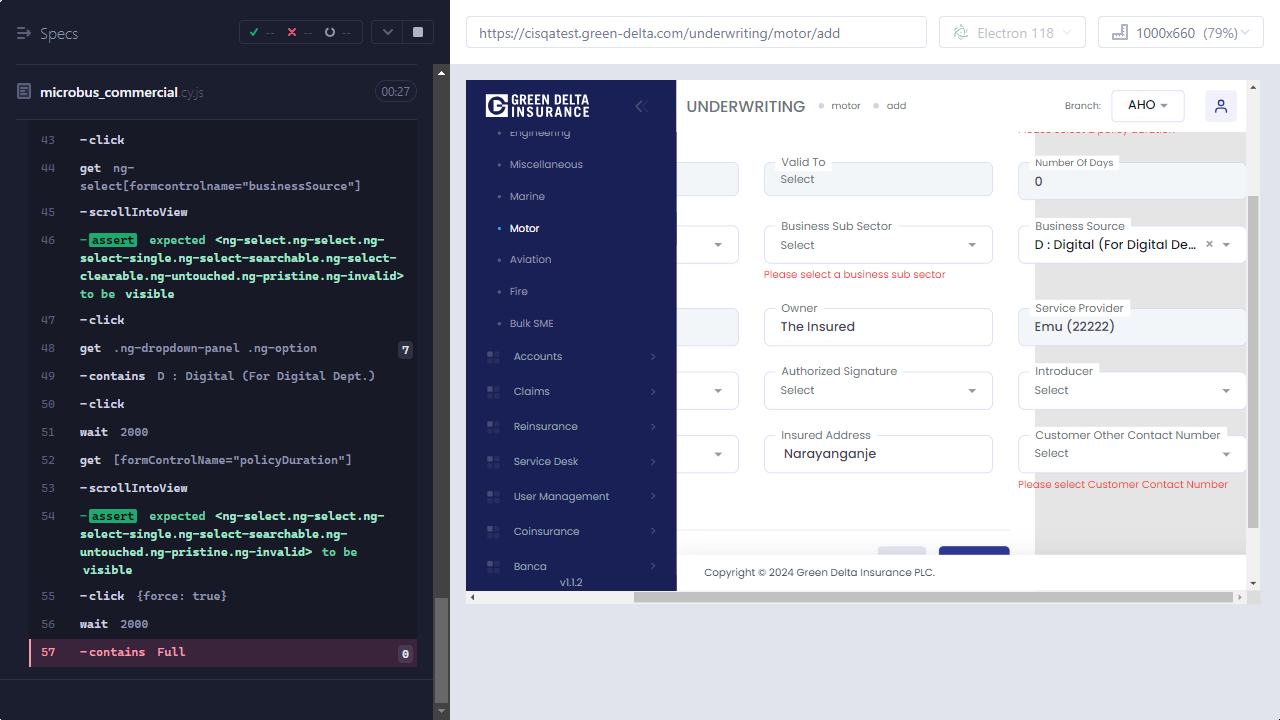 Specs
--
--
--
https://cisqatest.green-delta.com/underwriting/motor/add
Electron 118
1000x660 (79%)
microbus_commercial.cy.js
00:27
43 -click
44 get ng-
select[formcontrolname="businessSource"]
45 -scrollIntoView
46 -assert expected <ng-select.ng-select.ng-
select-single.ng-select-searchable.ng-select-
clearable.ng-untouched.ng-pristine.ng-invalid>
to be visible
47 -click
48 get .ng-dropdown-panel .ng-option 7
49 -contains D : Digital (For Digital Dept.)
50 -click
51 wait 2000
52 get [formControlName="policyDuration"]
53 -scrollIntoView
54 -assert expected <ng-select.ng-select.ng-
select-single.ng-select-searchable.ng-
untouched.ng-pristine.ng-invalid> to be
visible
55 -click {force: true}
56 wait 2000
57 -contains Full 0
GREEN DELTA
INSURANCE
Engineering
Miscellaneous
Marine
Motor
Aviation
Fire
Bulk SME
Accounts
Claims
Reinsurance
Service Desk
User Management
Coinsurance
Banca
v1.1.2
UNDERWRITING
motor
add
Branch:
AHO
Please select a policy duration
Valid To
Select
Number Of Days
0
Business Sub Sector
Select
Please select a business sub sector
Business Source
D : Digital (For Digital De... ×
Owner
The Insured
Service Provider
Emu (22222)
Authorized Signature
Select
Introducer
Select
Insured Address
Narayanganje
Customer Other Contact Number
Select
Please select Customer Contact Number
Copyright © 2024 Green Delta Insurance PLC.